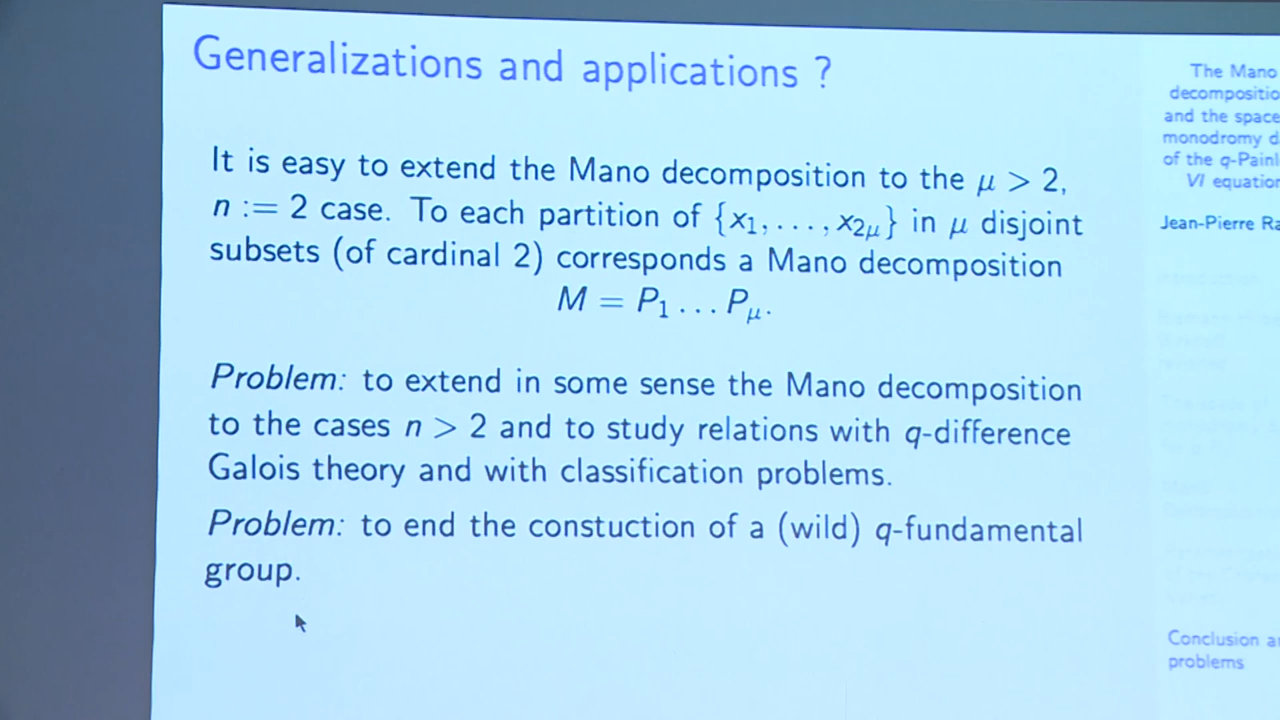 Generalizations and applications ?
It is easy to extend the Mano decomposition to the μ > 2,
n := 2 case. To each partition of {x₁, . . . , x₂μ} in μ disjoint
subsets (of cardinal 2) corresponds a Mano decomposition
M = P₁ . . . Pμ.
Problem: to extend in some sense the Mano decomposition
to the cases n > 2 and to study relations with q-difference
Galois theory and with classification problems.
Problem: to end the constuction of a (wild) q-fundamental
group.
The Mano
decompositio
and the space
monodromy d
of the q-Painl
VI equation
Jean-Pierre Ra
Conclusion an
problems